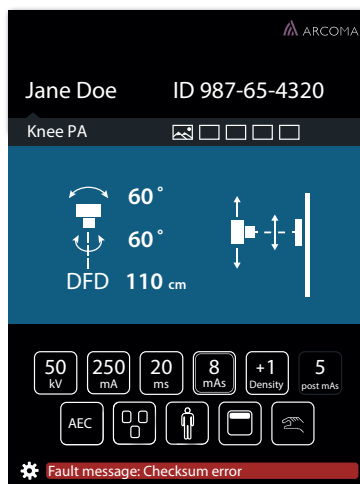 ARCOMA
Jane Doe ID 987-65-4320
Knee PA
60°
60°
DFD 110 cm
50 250 20 8 +1 5
kV mA ms mAs Density post mAs
AEC
Fault message: Checksum error